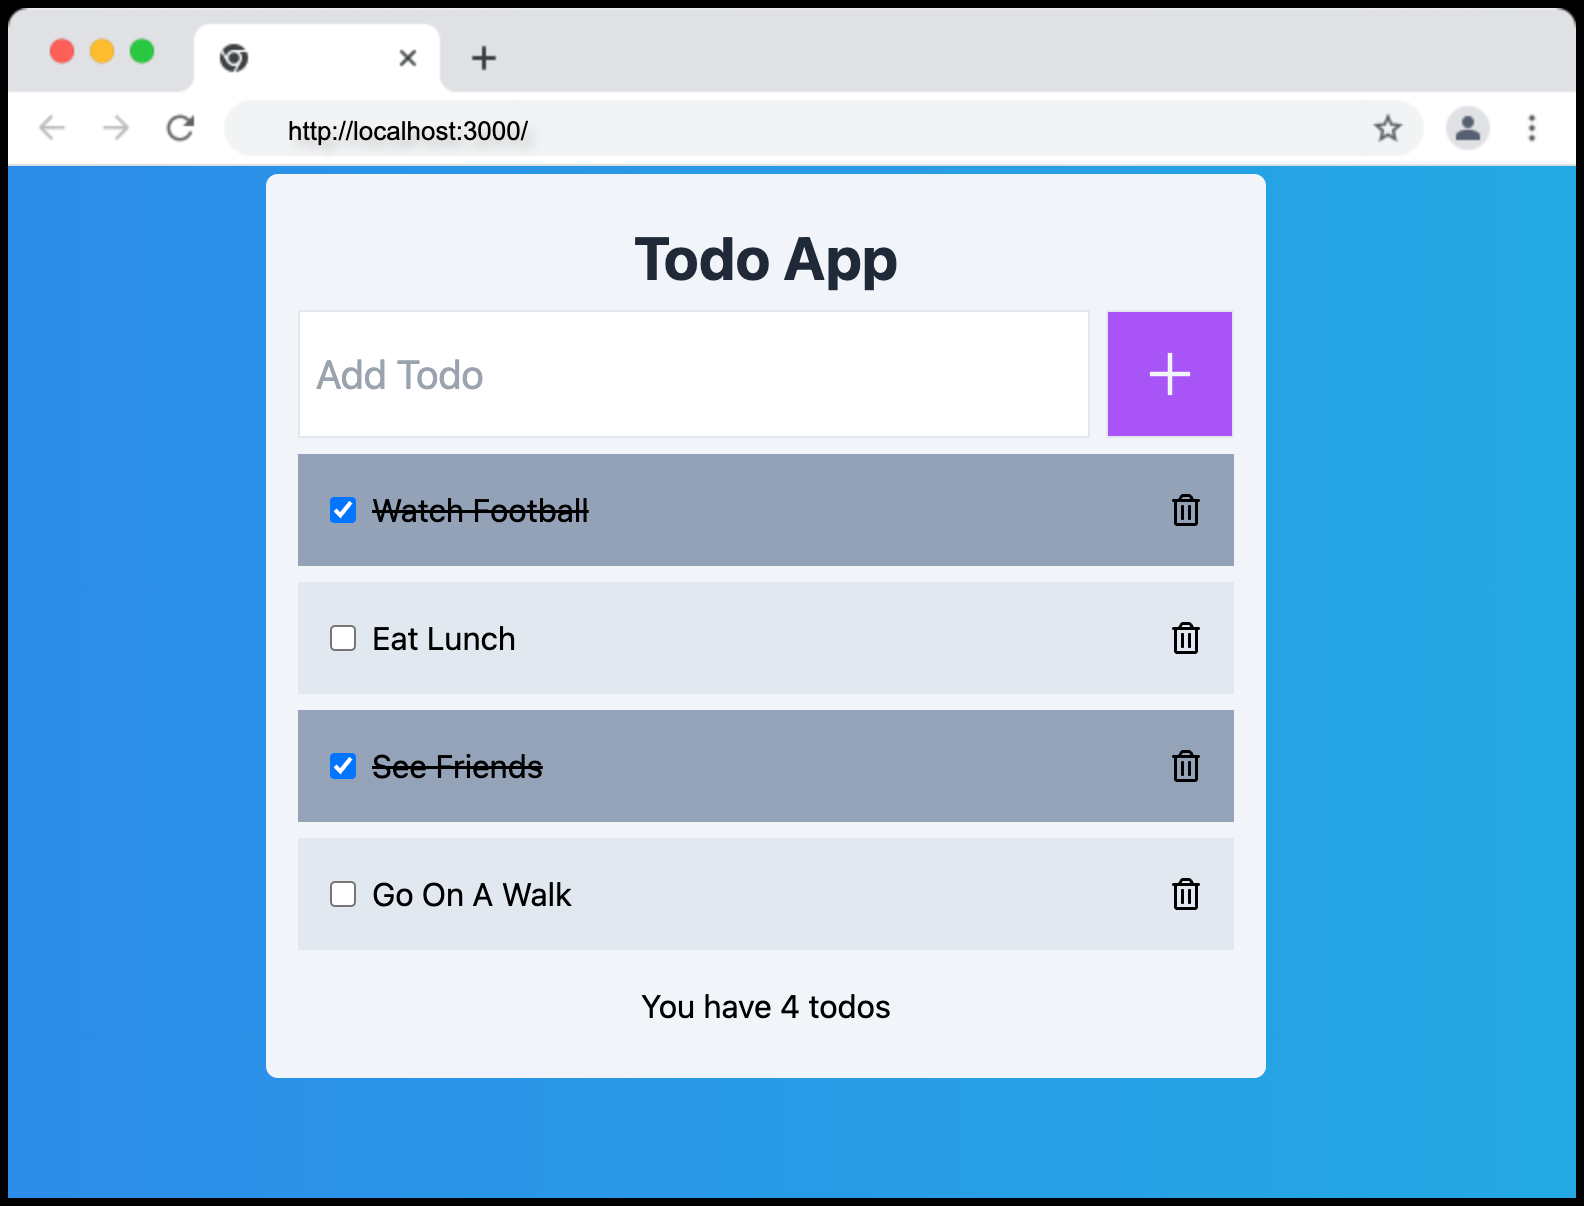 http://localhost:3000/
Todo App
Add Todo
Watch Football
Eat Lunch
See Friends
Go On A Walk
You have 4 todos